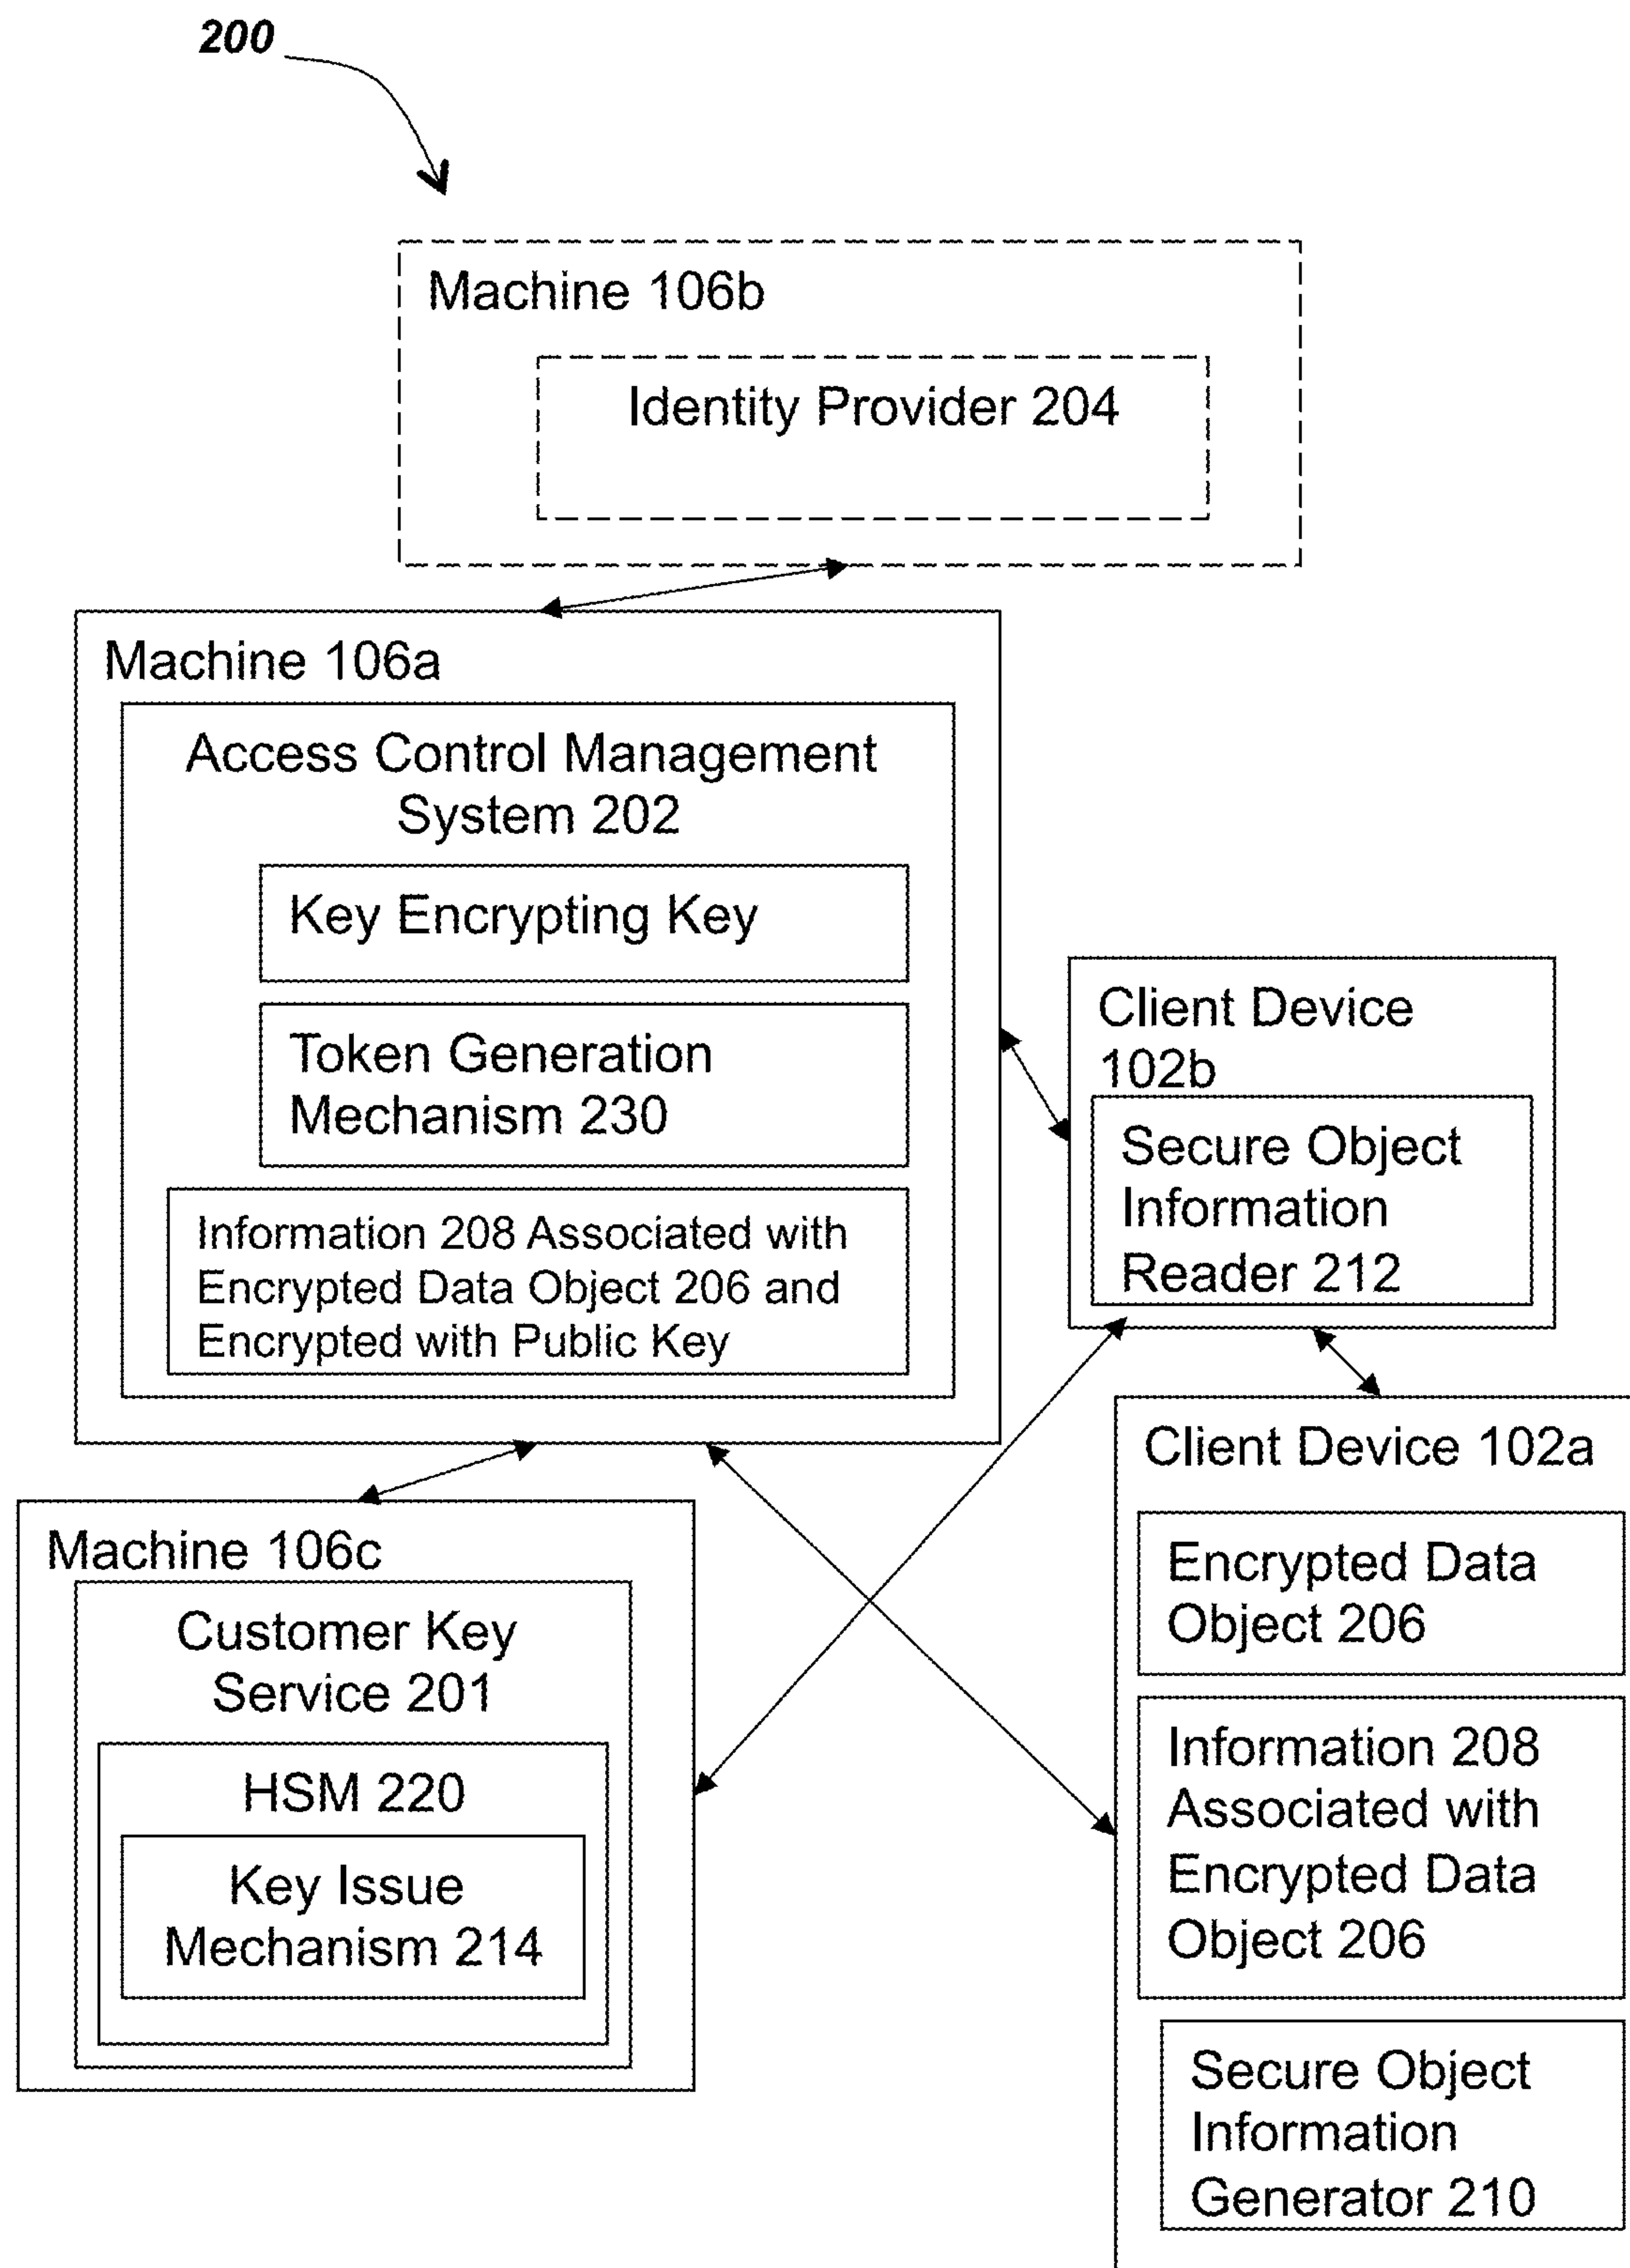 200
Machine 106b
Identity Provider 204
Machine 106a
Access Control Management
System 202
Key Encrypting Key
Token Generation
Mechanism 230
Information 208 Associated with
Encrypted Data Object 206 and
Encrypted with Public Key
Client Device
102b
Secure Object
Information
Reader 212
Machine 106c
Customer Key
Service 201
HSM 220
Key Issue
Mechanism 214
Client Device 102a
Encrypted Data
Object 206
Information 208
Associated with
Encrypted Data
Object 206
Secure Object
Information
Generator 210